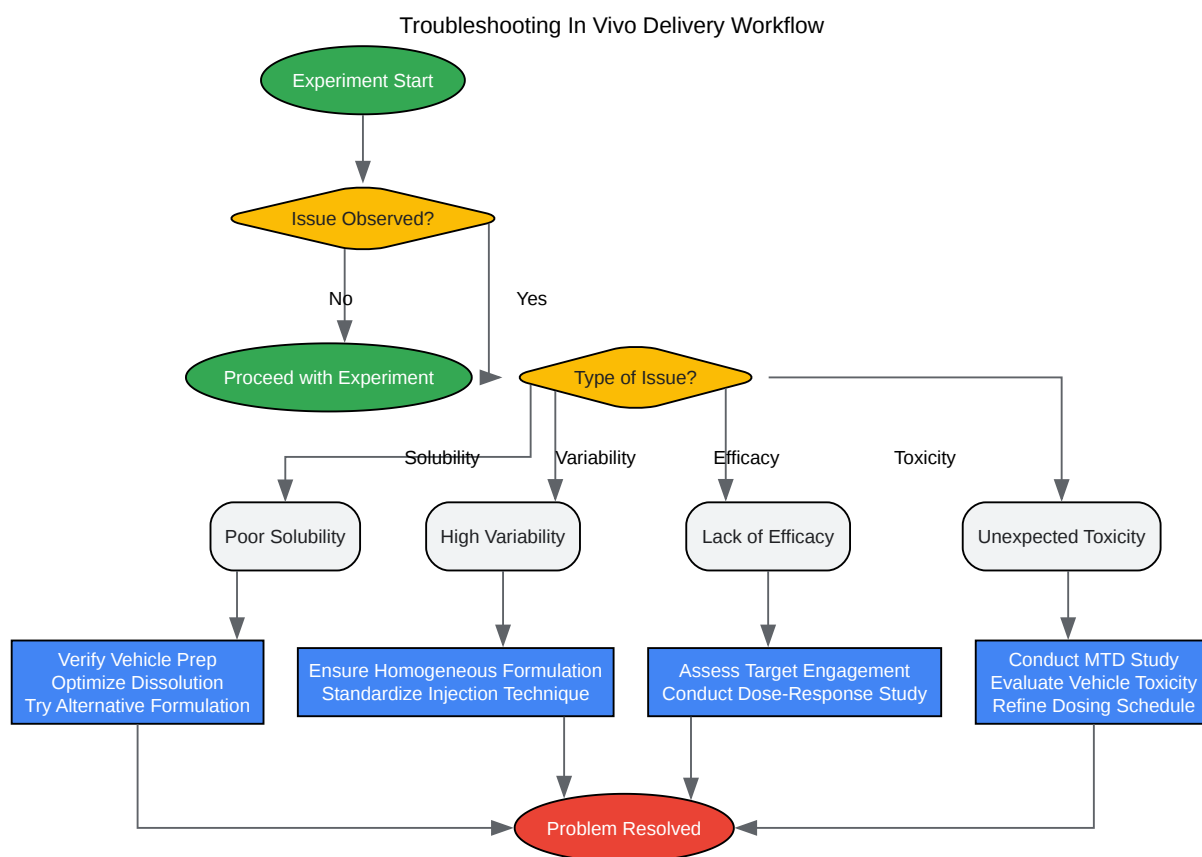 Troubleshooting In Vivo Delivery Workflow
Experiment Start
Issue Observed?
No
Yes
Proceed with Experiment
Type of Issue?
Solubility
Variability
Efficacy
Toxicity
Poor Solubility
High Variability
Lack of Efficacy
Unexpected Toxicity
Verify Vehicle Prep
Optimize Dissolution
Try Alternative Formulation
Ensure Homogeneous Formulation
Standardize Injection Technique
Assess Target Engagement
Conduct Dose-Response Study
Conduct MTD Study
Evaluate Vehicle Toxicity
Refine Dosing Schedule
Problem Resolved